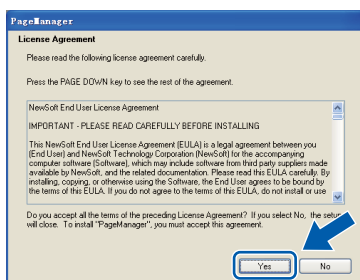 PageManager
License Agreement
Please read the following license agreement carefully.
Press the PAGE DOWN key to see the rest of the agreement.
NewSoft End User License Agreement
IMPORTANT - PLEASE READ CAREFULLY BEFORE INSTALLING
This NewSoft End User License Agreement (EULA) is a legal agreement between you
(End User) and NewSoft Technology Corporation (NewSoft) for the accompanying
computer software (Software), which may include software from third party suppliers made
available by NewSoft, and the related documentation. Please read this EULA carefully. By
installing, copying, or otherwise using the Software, the End User agrees to be bound by
the terms of this EULA. If you do not agree to the terms of this EULA, do not install or use
Do you accept all the terms of the preceding License Agreement? If you select No, the setup
will close. To install "PageManager", you must accept this agreement.
Yes
No